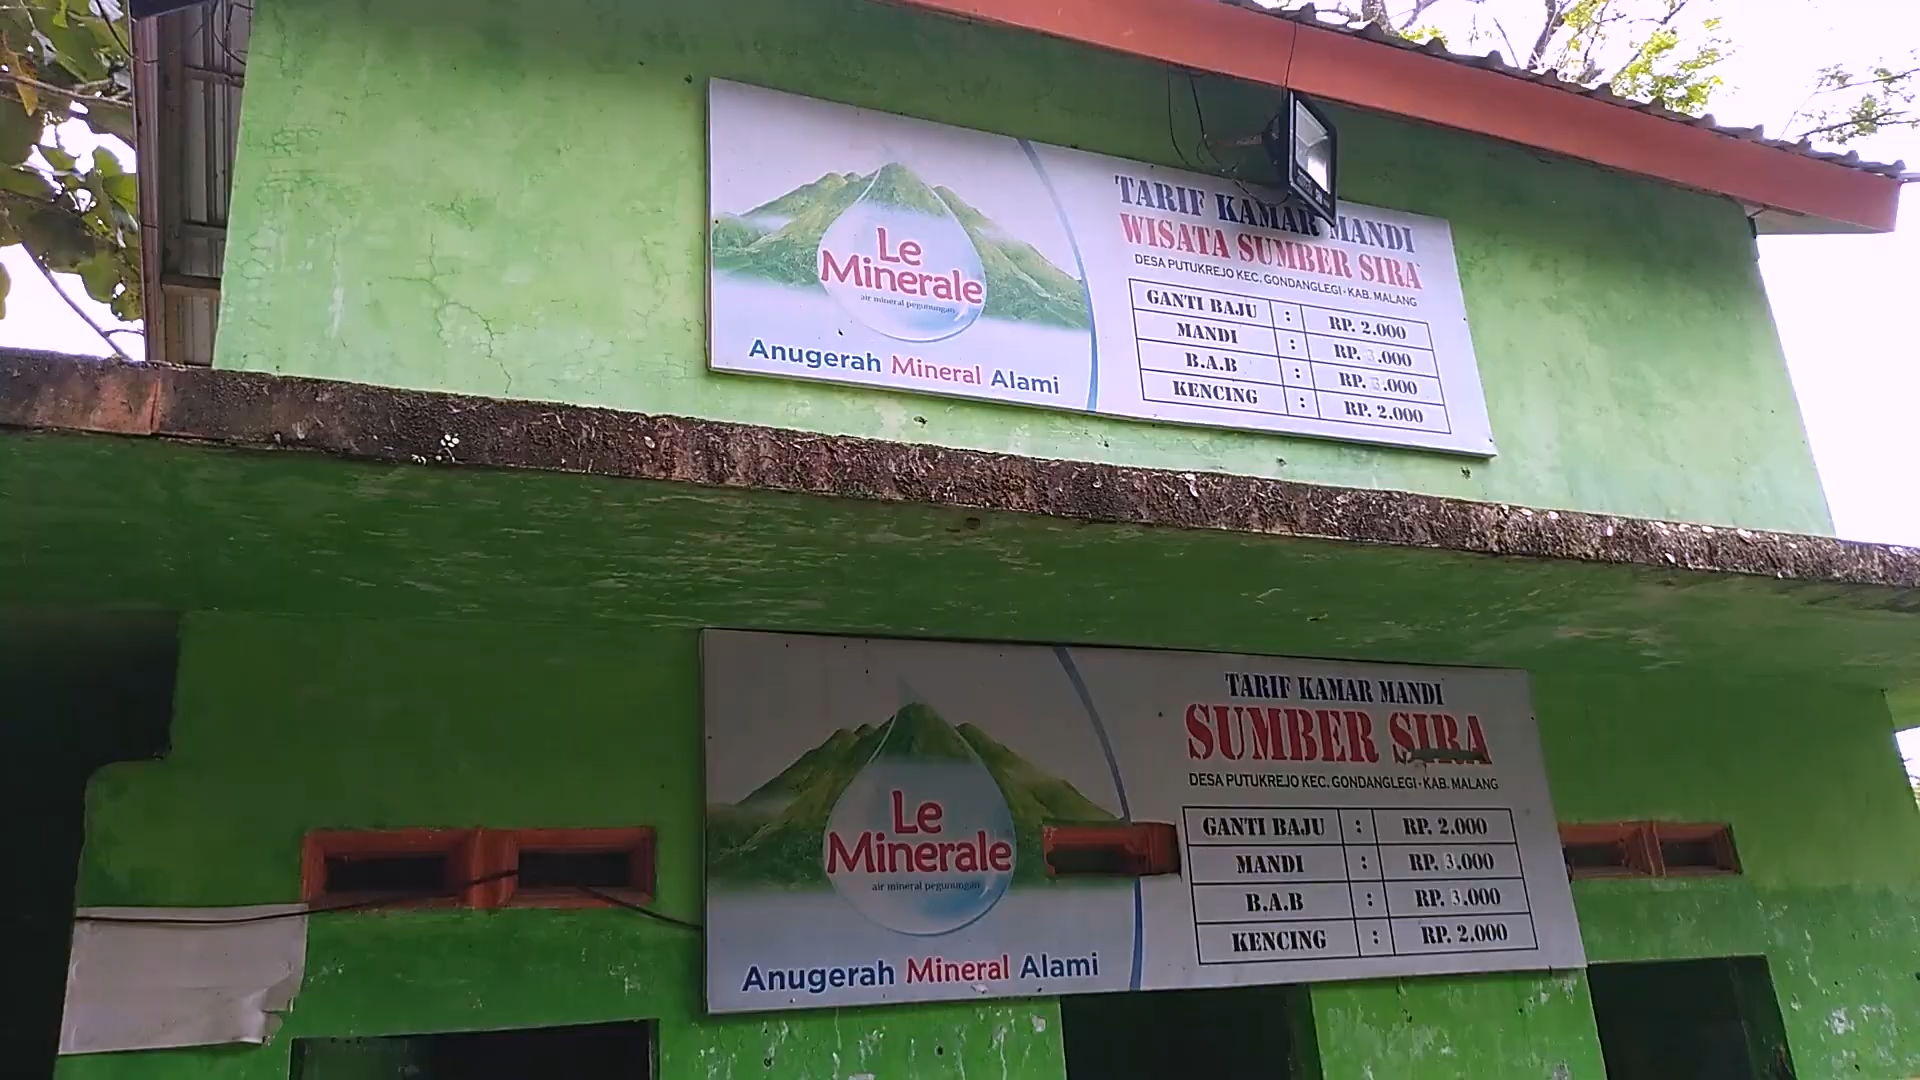 Le
Minerale
air mineral pegunungan
Anugerah Mineral Alami
TARIF KAMAR MANDI
WISATA SUMBER SIRA
DESA PUTUKREJO KEC. GONDANGLEGI - KAB. MALANG
GANTI BAJU : RP. 2.000
MANDI : RP. 3.000
B.A.B : RP. 3.000
KENCING : RP. 2.000
Le
Minerale
air mineral pegunungan
Anugerah Mineral Alami
TARIF KAMAR MANDI
SUMBER SIRA
DESA PUTUKREJO KEC. GONDANGLEGI - KAB. MALANG
GANTI BAJU : RP. 2.000
MANDI : RP. 3.000
B.A.B : RP. 3.000
KENCING : RP. 2.000